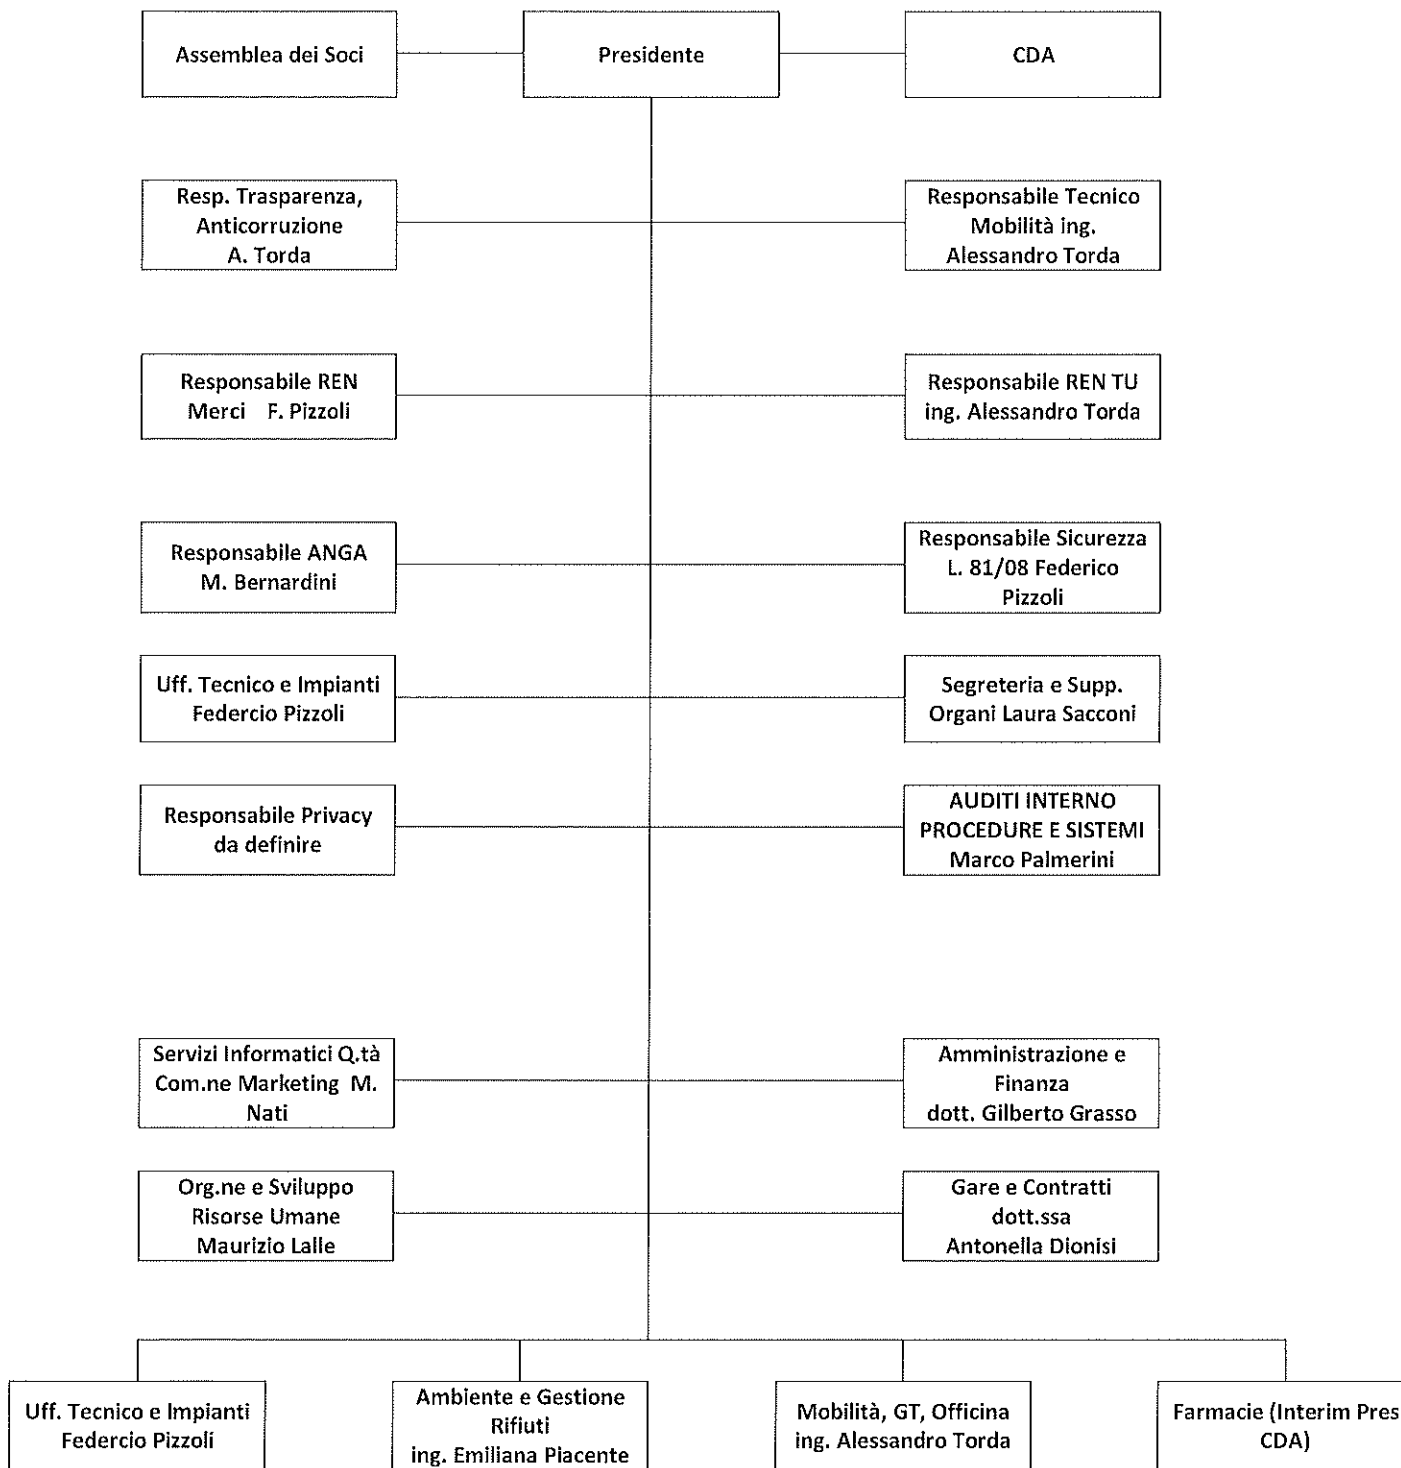 Assemblea dei Soci
Presidente
CDA
Resp. Trasparenza,
Anticorruzione
A. Torda
Responsabile Tecnico
Mobilità ing.
Alessandro Torda
Responsabile REN
Merci F. Pizzoli
Responsabile REN TU
ing. Alessandro Torda
Responsabile ANGA
M. Bernardini
Responsabile Sicurezza
L. 81/08 Federico
Pizzoli
Uff. Tecnico e Impianti
Federcio Pizzoli
Segreteria e Supp.
Organi Laura Sacconi
Responsabile Privacy
da definire
AUDITI INTERNO
PROCEDURE E SISTEMI
Marco Palmerini
Servizi Informatici Q.tà
Com.ne Marketing M.
Nati
Amministrazione e
Finanza
dott. Gilberto Grasso
Org.ne e Sviluppo
Risorse Umane
Maurizio Lalle
Gare e Contratti
dott.ssa
Antonella Dionisi
Uff. Tecnico e Impianti
Federcio Pizzoli
Ambiente e Gestione
Rifiuti
ing. Emiliana Piacente
Mobilità, GT, Officina
ing. Alessandro Torda
Farmacie (Interim Pres
CDA)